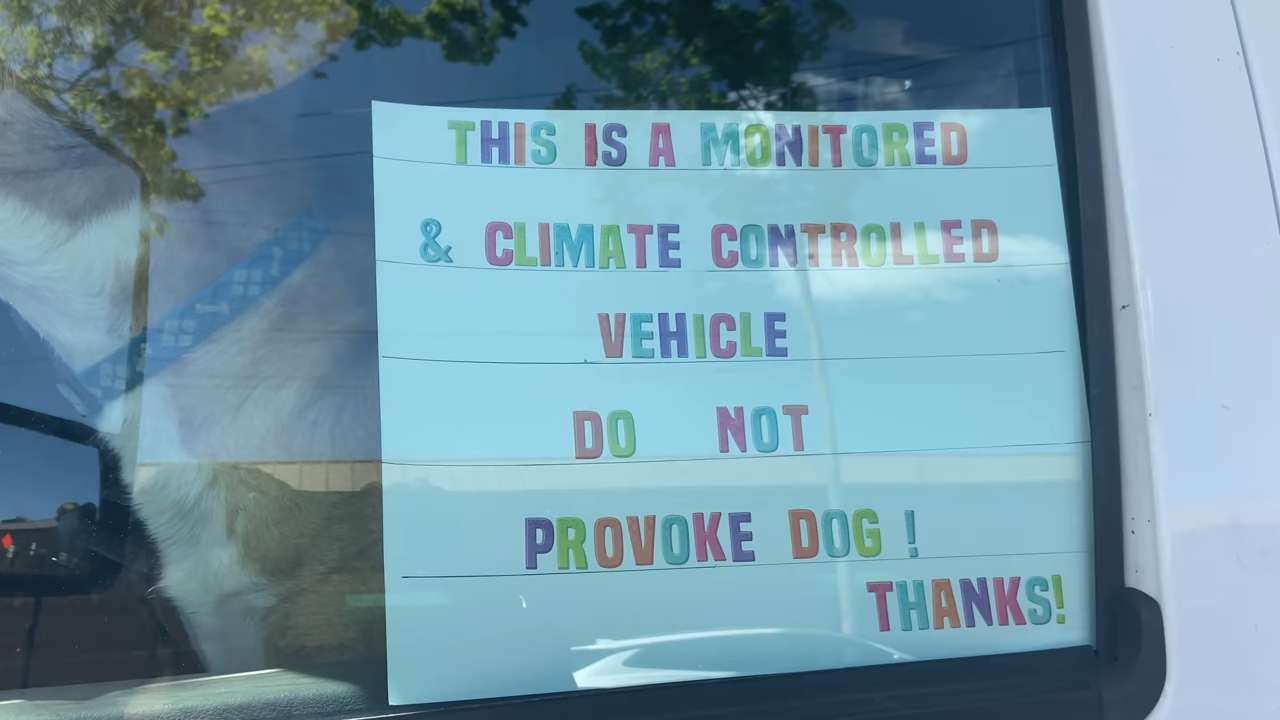 THIS IS A MONITORED
& CLIMATE CONTROLLED
VEHICLE
DO NOT
PROVOKE DOG !
THANKS!